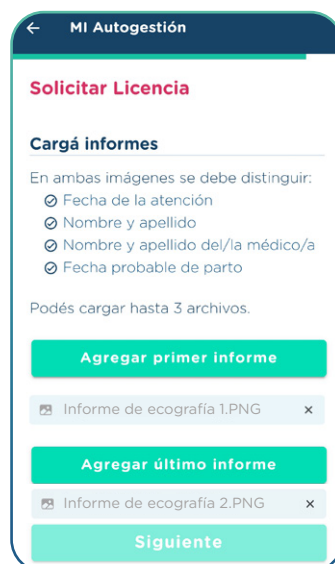 MI Autogestión
Solicitar Licencia
Cargá informes
En ambas imágenes se debe distinguir:
Fecha de la atención
Nombre y apellido
Nombre y apellido del/la médico/a
Fecha probable de parto
Podés cargar hasta 3 archivos.
Agregar primer informe
Informe de ecografía 1.PNG
Agregar último informe
Informe de ecografía 2.PNG
Siguiente